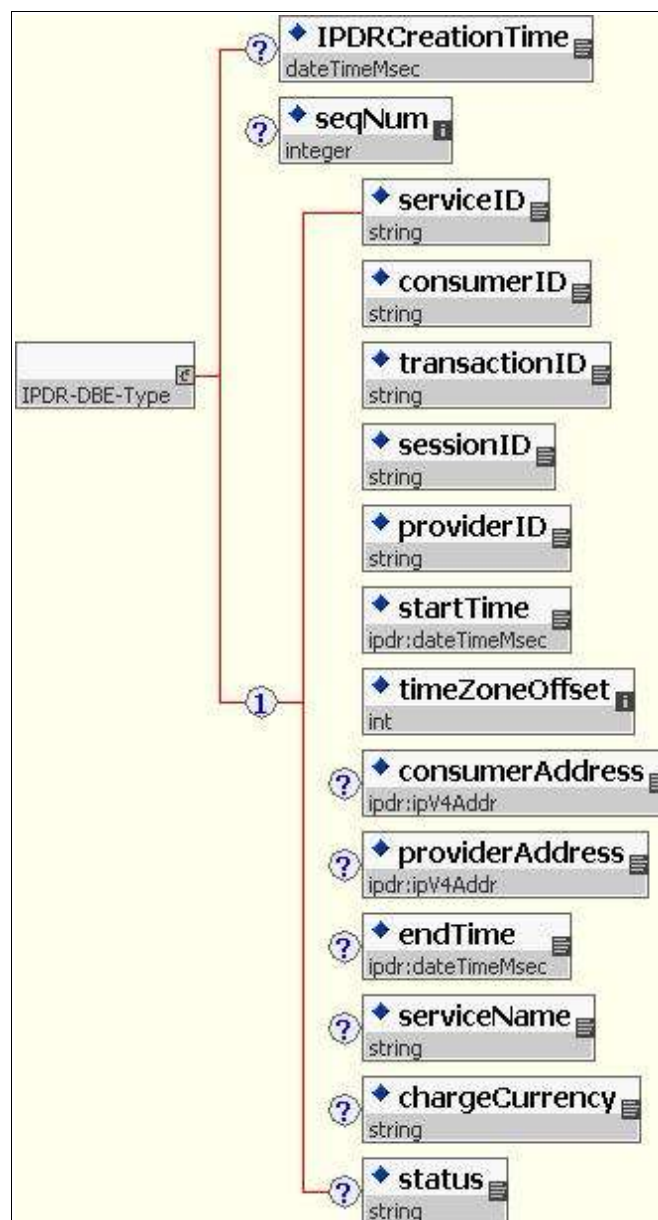 ? IPDRCreationTime
dateTimeMsec
? seqNum
integer
serviceID
string
consumerID
string
transactionID
string
IPDR-DBE-Type
sessionID
string
providerID
string
startTime
ipdr:dateTimeMsec
1 timeZoneOffset
int
? consumerAddress
ipdr:ipV4Addr
? providerAddress
ipdr:ipV4Addr
? endTime
ipdr:dateTimeMsec
? serviceName
string
? chargeCurrency
string
? status
string